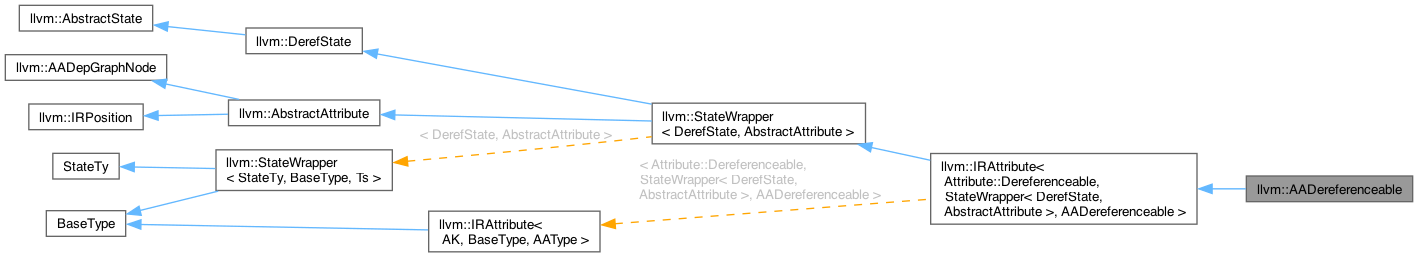 llvm::AbstractState
llvm::DerefState
llvm::AADepGraphNode
llvm::AbstractAttribute
llvm::IRPosition
llvm::StateWrapper
< DerefState, AbstractAttribute >
< DerefState, AbstractAttribute >
StateTy
llvm::StateWrapper
< StateTy, BaseType, Ts >
< Attribute::Dereferenceable,
StateWrapper< DerefState,
AbstractAttribute >, AADereferenceable >
llvm::IRAttribute<
Attribute::Dereferenceable,
StateWrapper< DerefState,
AbstractAttribute >, AADereferenceable >
llvm::AADereferenceable
BaseType
llvm::IRAttribute<
AK, BaseType, AAType >